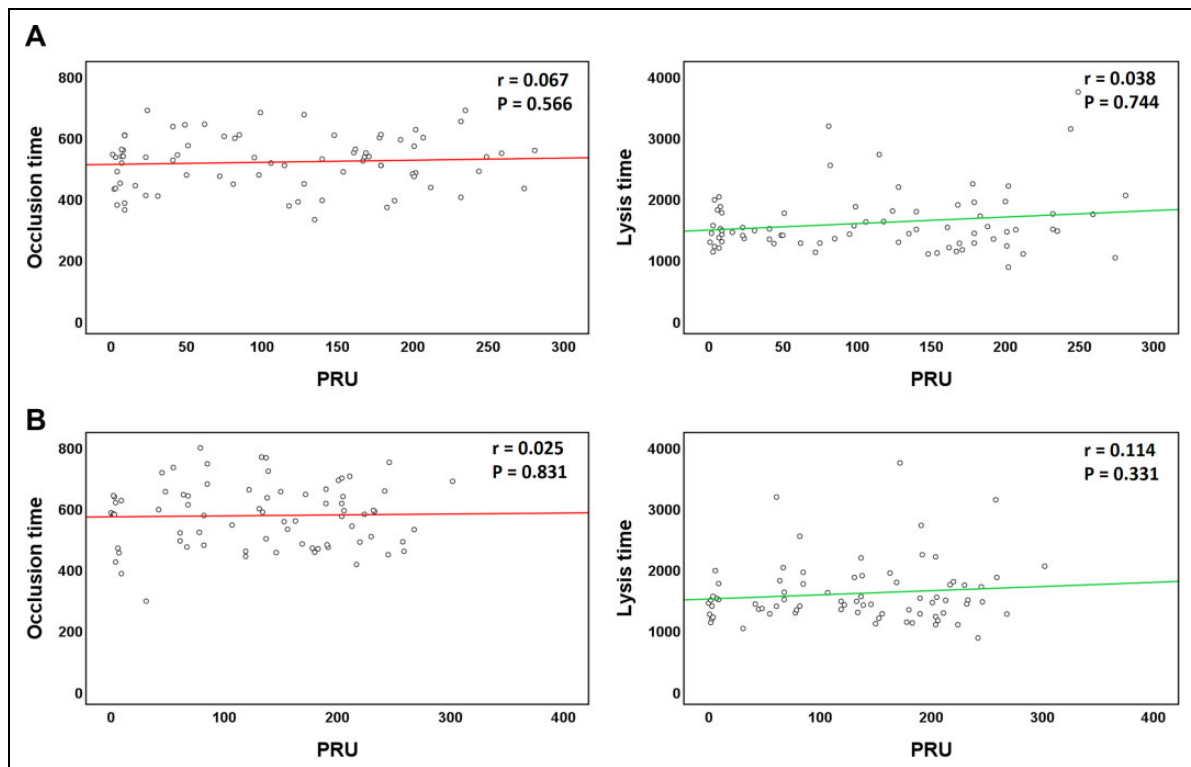 A
r = 0.067
P = 0.566
Occlusion time
800
600
400
200
0
0 50 100 150 200 250 300
PRU
r = 0.038
P = 0.744
Lysis time
4000
3000
2000
1000
0
0 50 100 150 200 250 300
PRU
B
r = 0.025
P = 0.831
Occlusion time
800
600
400
200
0
0 100 200 300 400
PRU
r = 0.114
P = 0.331
Lysis time
4000
3000
2000
1000
0
0 100 200 300 400
PRU